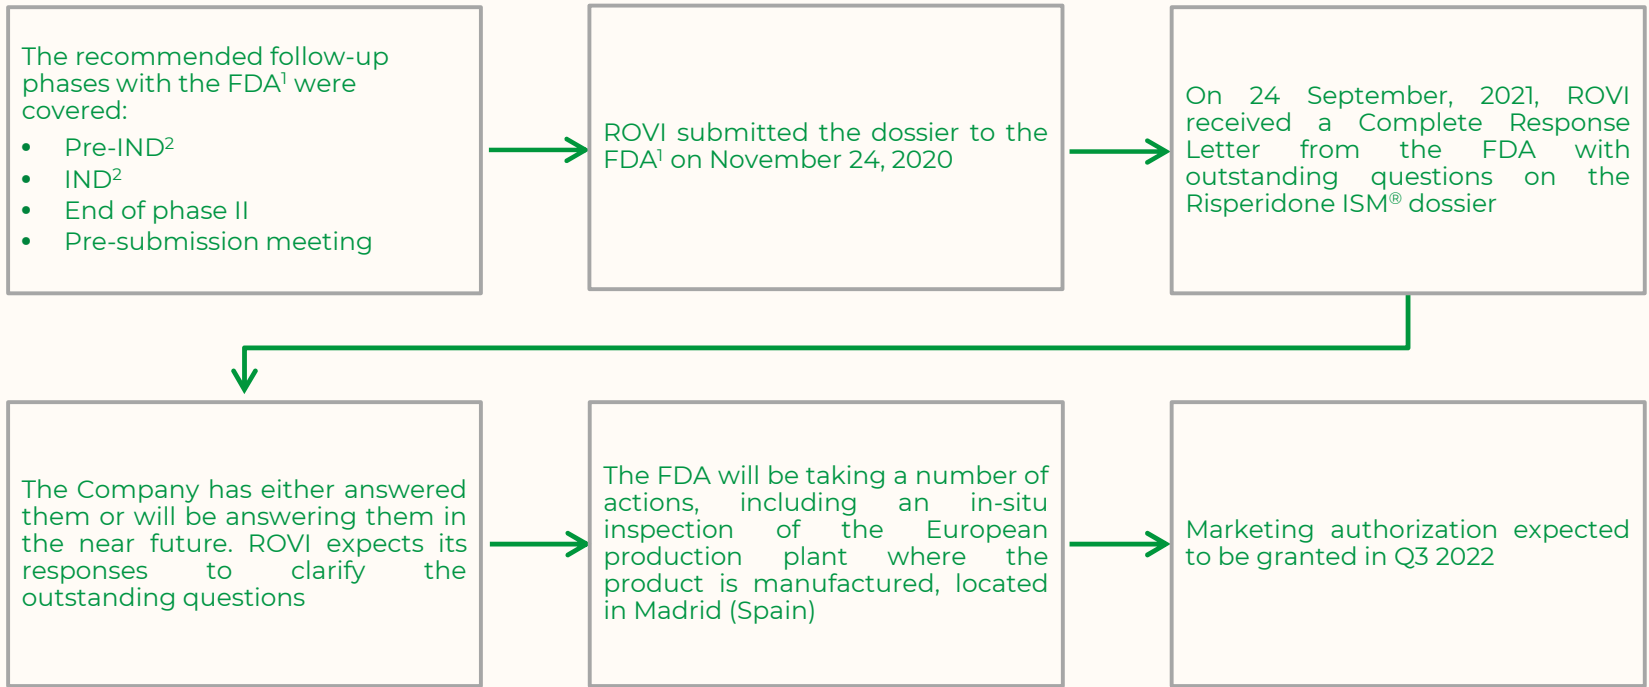 The recommended follow-up
phases with the FDA¹ were
covered:
• Pre-IND²
• IND²
• End of phase II
• Pre-submission meeting
ROVI submitted the dossier to the
FDA¹ on November 24, 2020
On 24 September, 2021, ROVI
received a Complete Response
Letter from the FDA with
outstanding questions on the
Risperidone ISM® dossier
The Company has either answered
them or will be answering them in
the near future. ROVI expects its
responses to clarify the
outstanding questions
The FDA will be taking a number of
actions, including an in-situ
inspection of the European
production plant where the
product is manufactured, located
in Madrid (Spain)
Marketing authorization expected
to be granted in Q3 2022